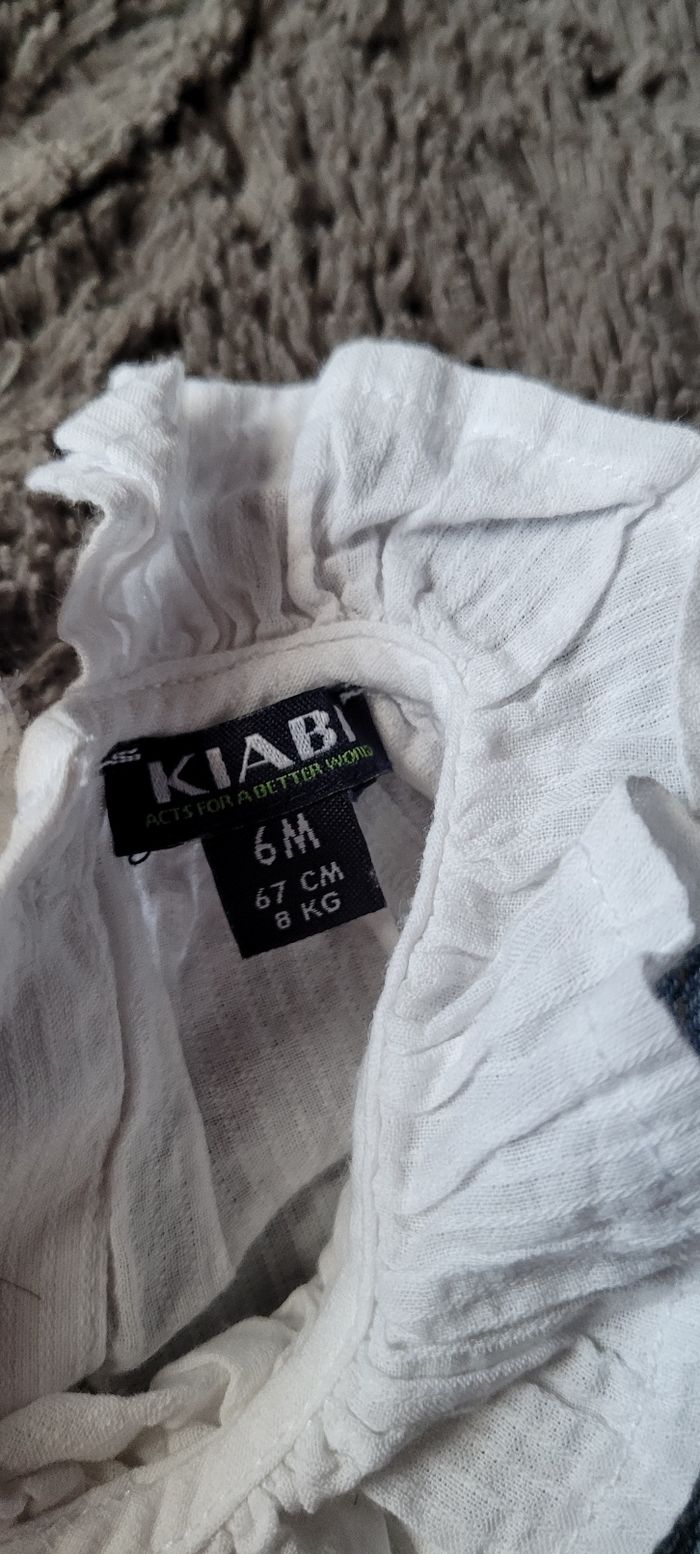 KIABI
ACTS FOR A BETTER WORLD
6M
67 CM
8 KG